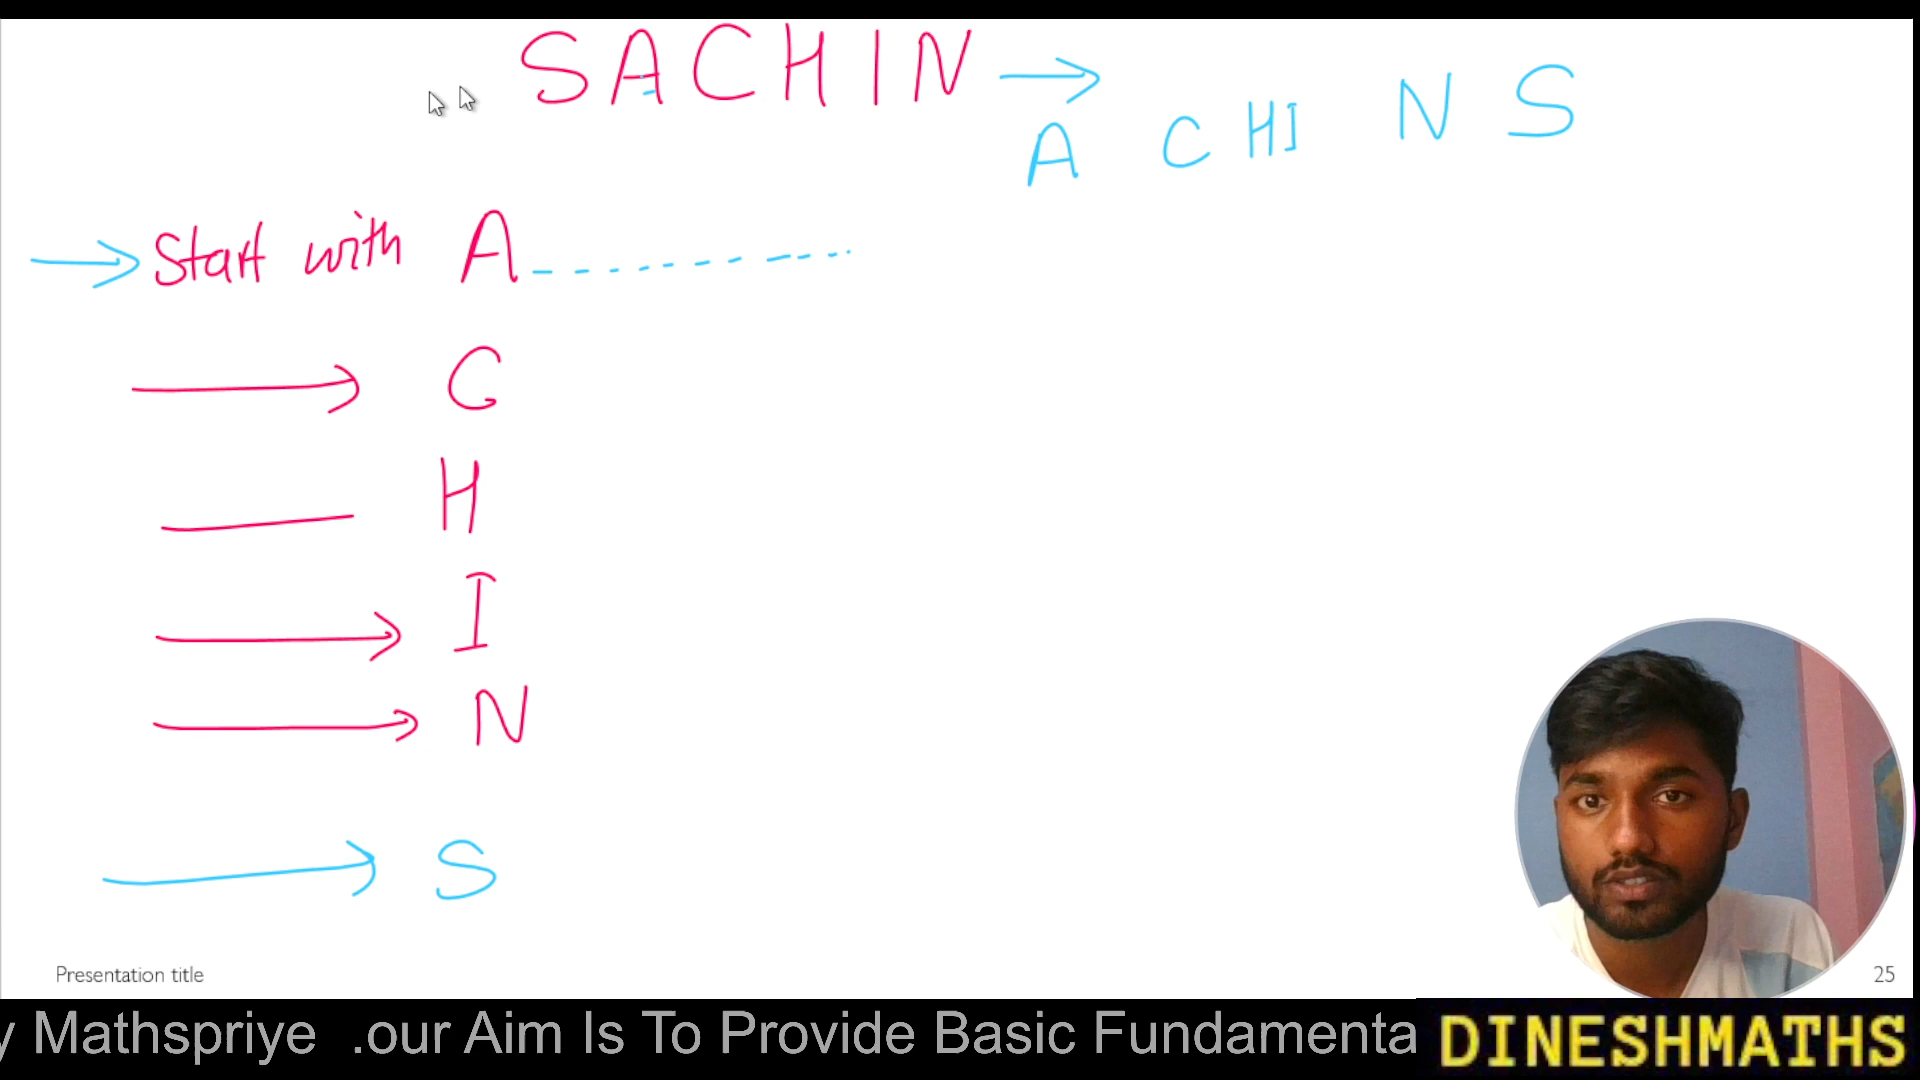 SACHIN
A C HI N S
Start with A
C
H
I
N
S
Presentation title
25
y Mathspriye .our Aim Is To Provide Basic Fundamenta
DINESHMATHS